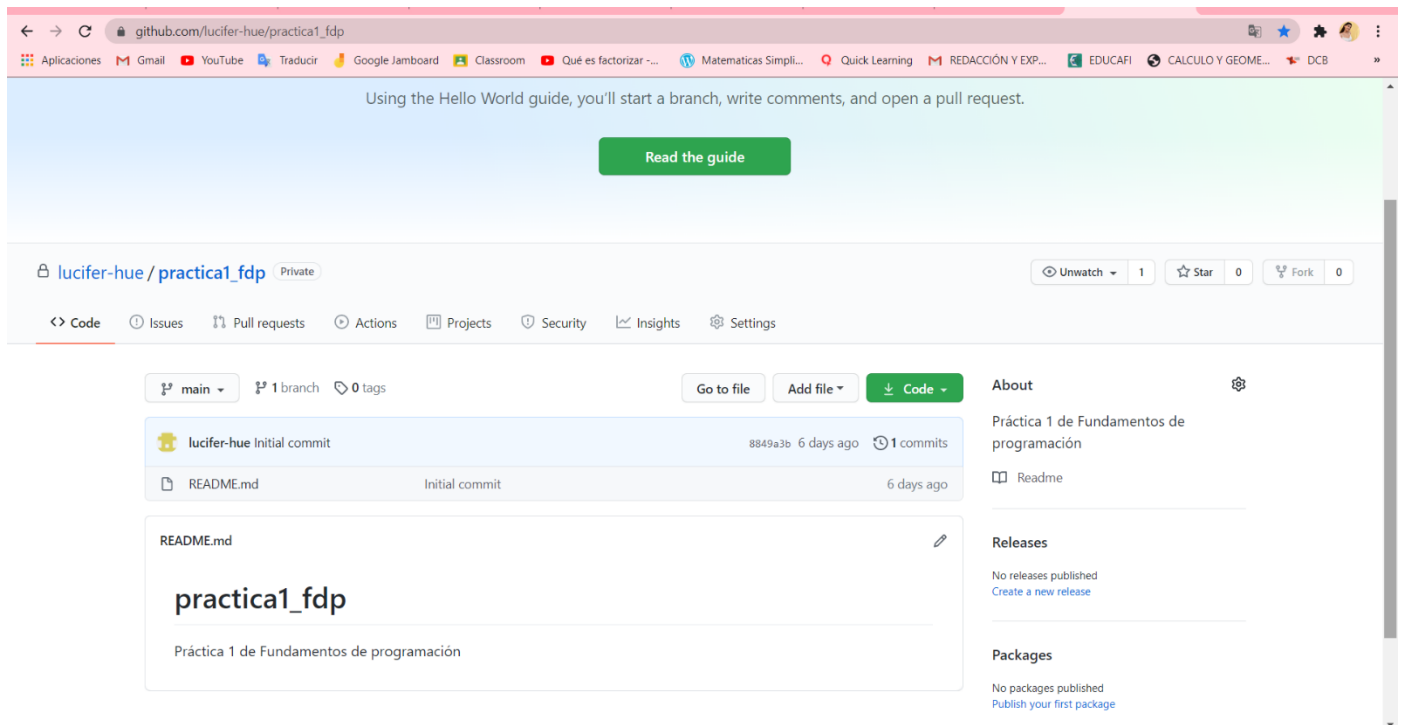 github.com/lucifer-hue/practica1_fdp
Aplicaciones Gmail YouTube Traducir Google Jamboard Classroom Qué es factorizar -... Matematicas Simpli... Quick Learning REDACCIÓN Y EXP... EDUCAFI CALCULO Y GEOME... DCB »
Using the Hello World guide, you'll start a branch, write comments, and open a pull request.
Read the guide
lucifer-hue / practica1_fdp Private Unwatch 1 Star 0 Fork 0
Code Issues Pull requests Actions Projects Security Insights Settings
main 1 branch 0 tags Go to file Add file Code
lucifer-hue Initial commit 8849a3b 6 days ago 1 commits
README.md Initial commit 6 days ago
README.md
practica1_fdp
Práctica 1 de Fundamentos de programación
About
Práctica 1 de Fundamentos de
programación
Readme
Releases
No releases published
Create a new release
Packages
No packages published
Publish your first package